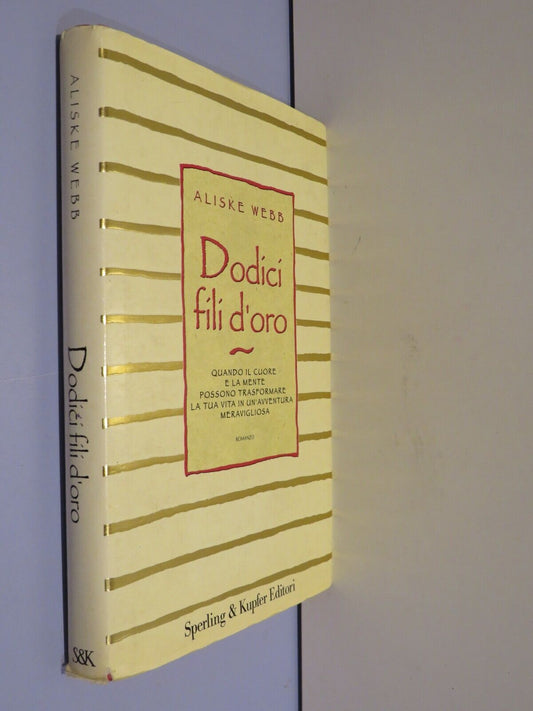 ALISKE WEBB
Dodici fili d'oro
S&K
ALISKE WEBB
Dodici
fili d'oro
QUANDO IL CUORE
E LA MENTE
POSSONO TRASFORMARE
LA TUA VITA IN UN'AVVENTURA
MERAVIGLIOSA
ROMANZO
Sperling & Kupfer Editori